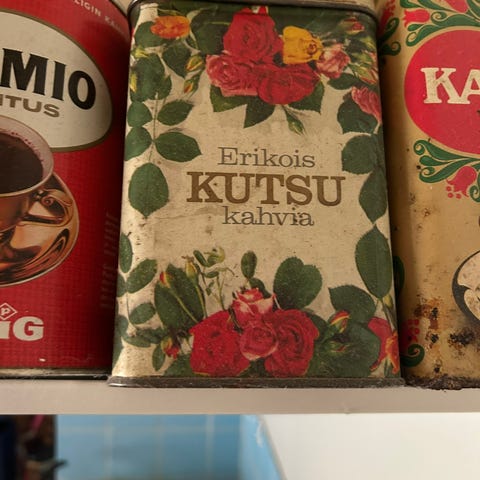 MIO
ITUS
Erikois
KUTSU
kahvia
KA
P
iG